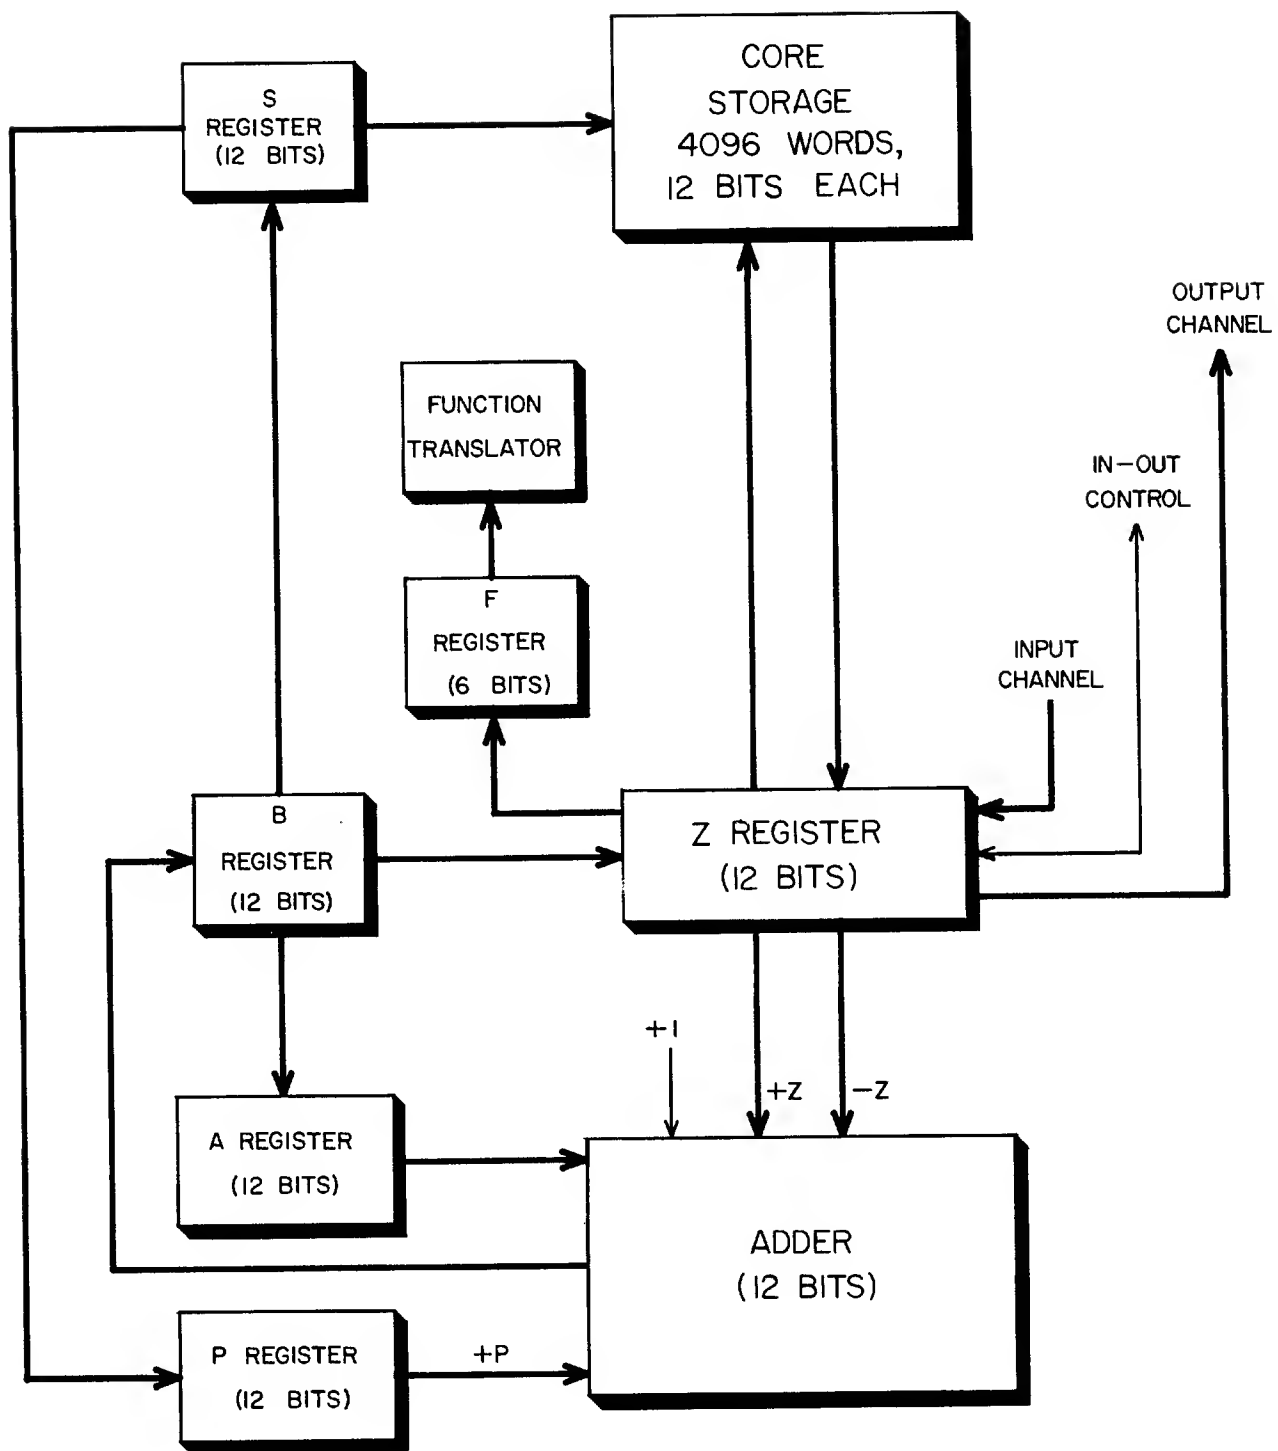 CORE
STORAGE
4096 WORDS,
12 BITS EACH
S
REGISTER
(12 BITS)
OUTPUT
CHANNEL
FUNCTION
TRANSLATOR
IN-OUT
CONTROL
F
REGISTER
(6 BITS)
INPUT
CHANNEL
B
REGISTER
(12 BITS)
Z REGISTER
(12 BITS)
+1
+Z
-Z
A REGISTER
(12 BITS)
ADDER
(12 BITS)
P REGISTER
(12 BITS)
+P